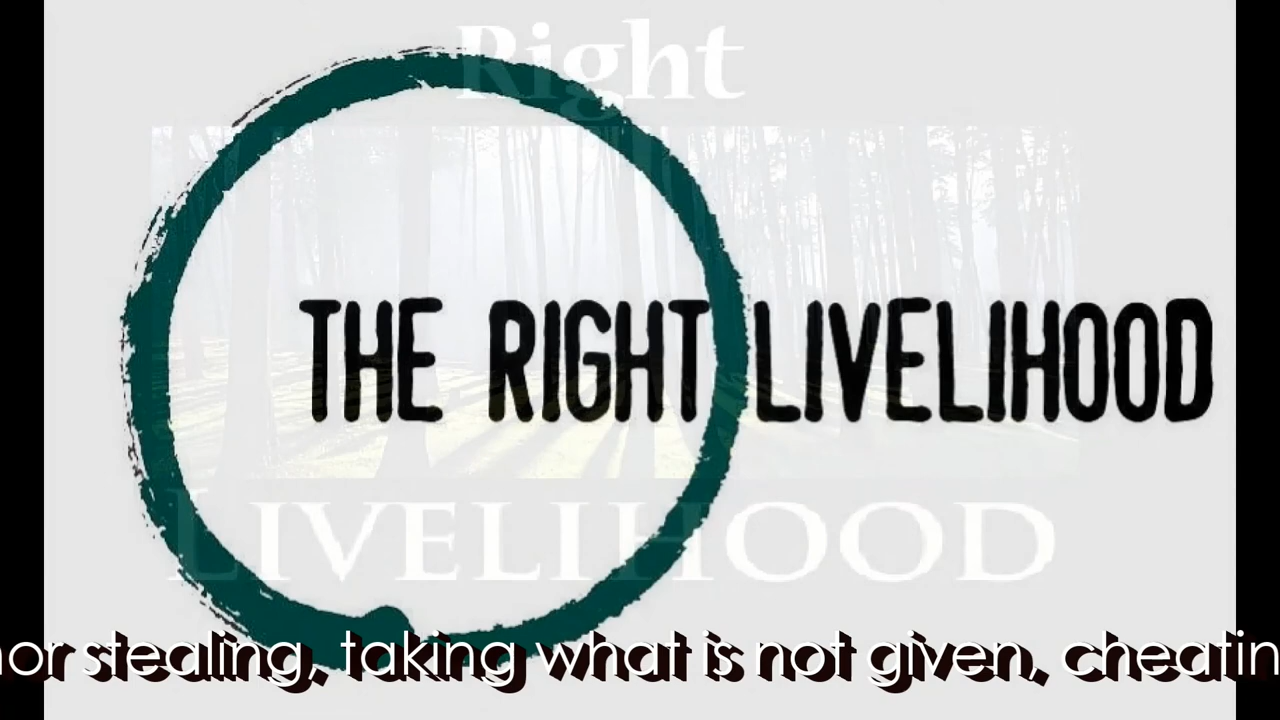 Right
THE RIGHT LIVELIHOOD
LIVELIHOOD
nor stealing, taking what is not given, cheatin